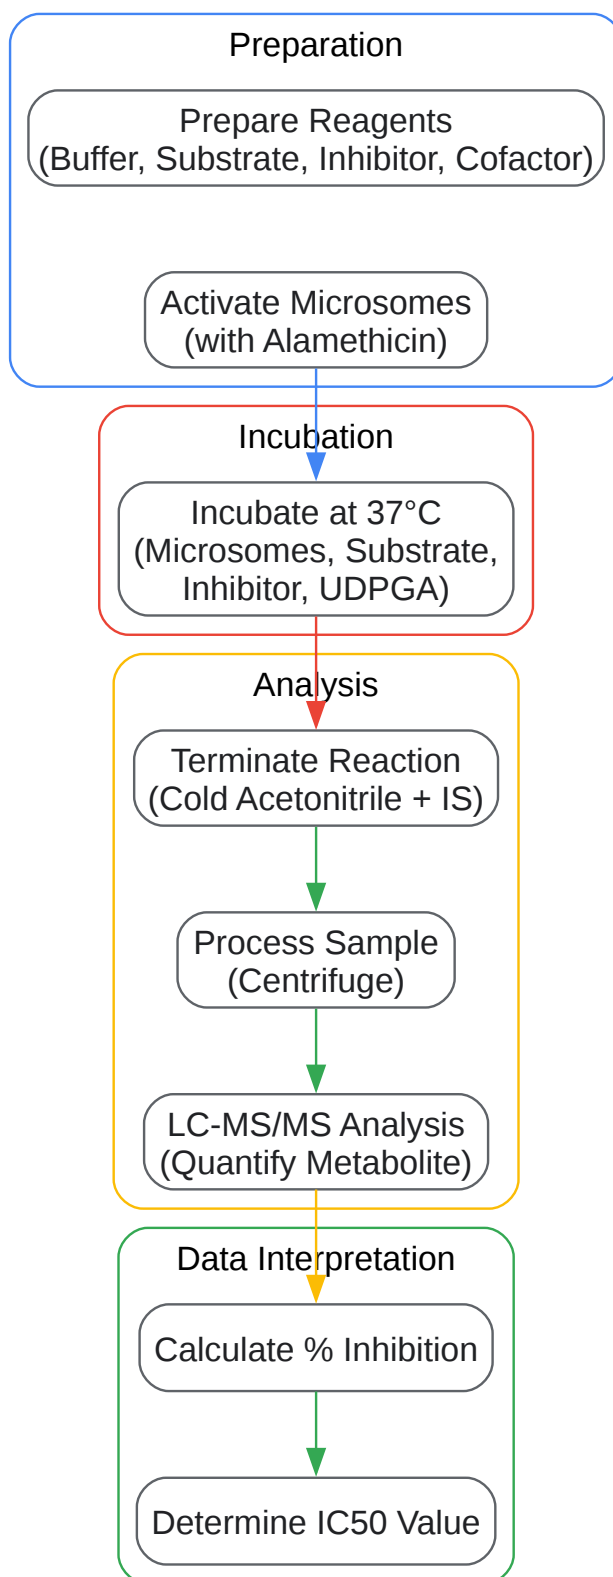 Preparation
Prepare Reagents
(Buffer, Substrate, Inhibitor, Cofactor)
Activate Microsomes
(with Alamethicin)
Incubation
Incubate at 37°C
(Microsomes, Substrate,
Inhibitor, UDPGA)
Analysis
Terminate Reaction
(Cold Acetonitrile + IS)
Process Sample
(Centrifuge)
LC-MS/MS Analysis
(Quantify Metabolite)
Data Interpretation
Calculate % Inhibition
Determine IC50 Value